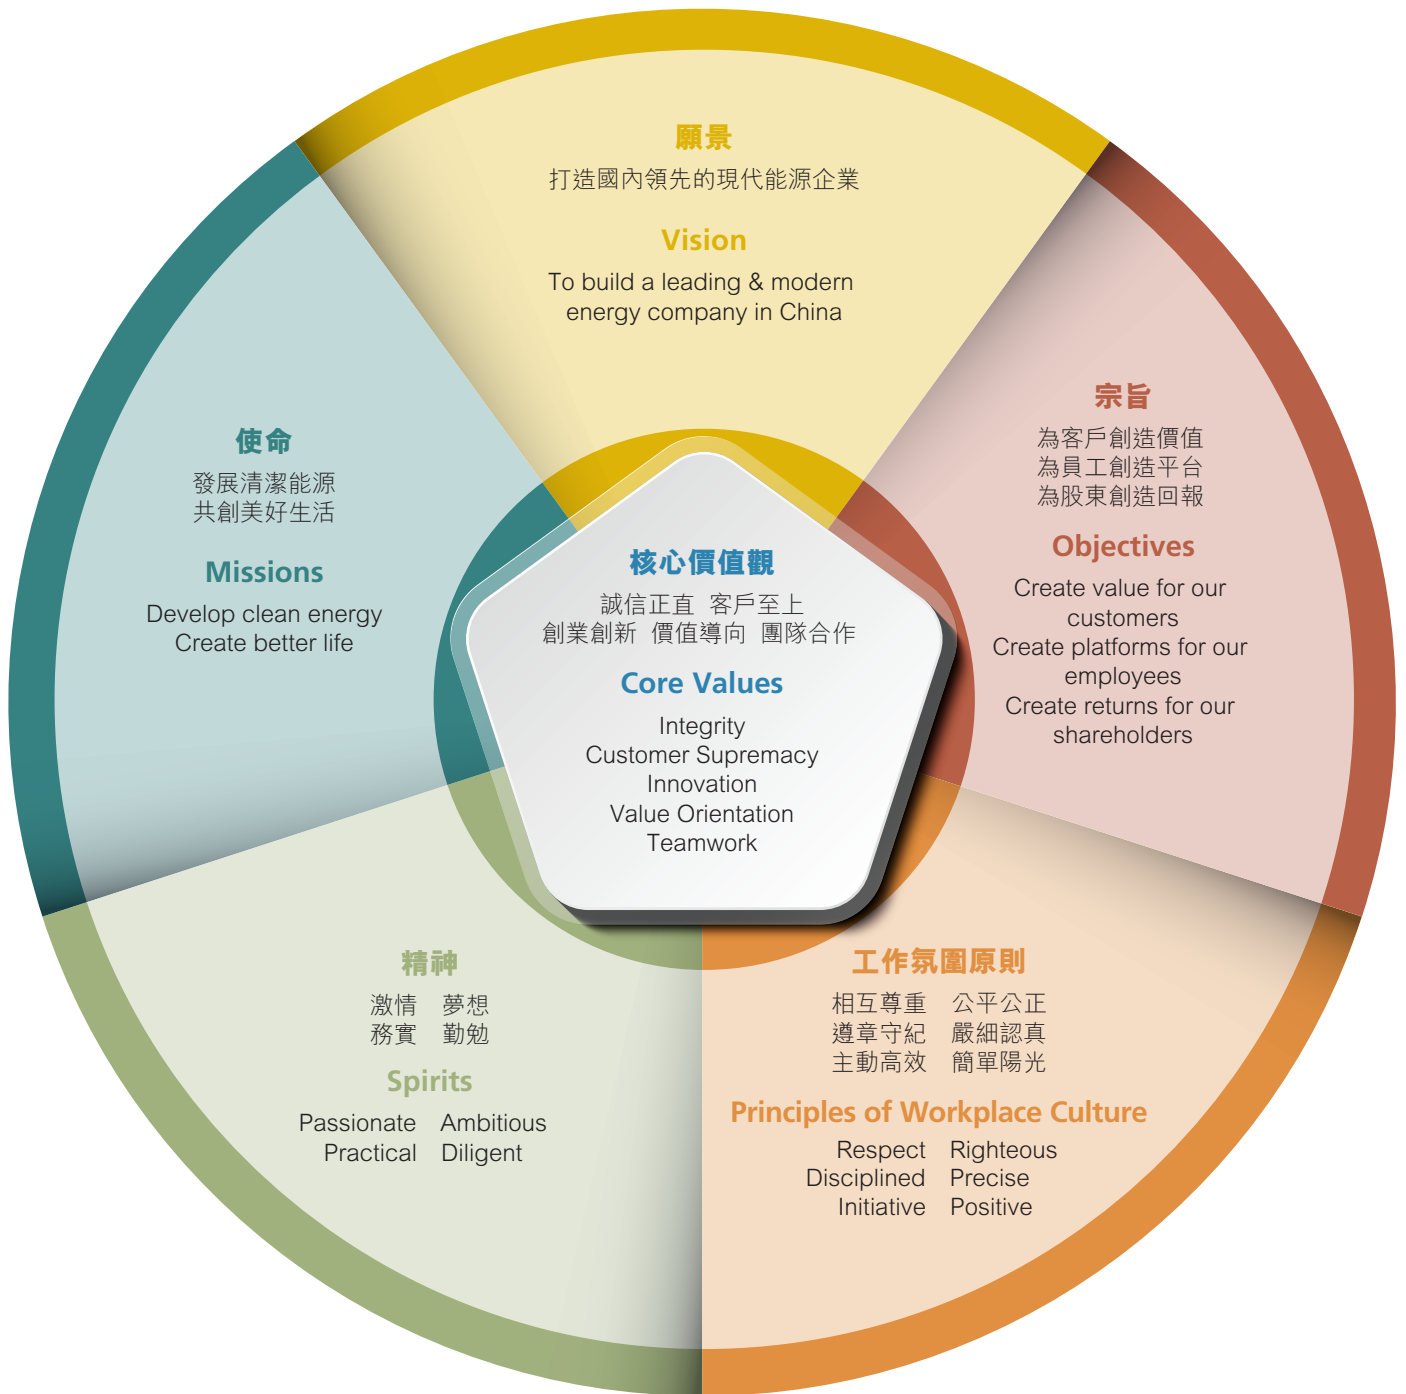 願景
打造國內領先的現代能源企業
Vision
To build a leading & modern
energy company in China
宗旨
為客戶創造價值
為員工創造平台
為股東創造回報
Objectives
Create value for our
customers
Create platforms for our
employees
Create returns for our
shareholders
工作氛圍原則
相互尊重 公平公正
遵章守紀 嚴細認真
主動高效 簡單陽光
Principles of Workplace Culture
Respect Righteous
Disciplined Precise
Initiative Positive
精神
激情 夢想
務實 勤勉
Spirits
Passionate Ambitious
Practical Diligent
使命
發展清潔能源
共創美好生活
Missions
Develop clean energy
Create better life
核心價值觀
誠信正直 客戶至上
創業創新 價值導向 團隊合作
Core Values
Integrity
Customer Supremacy
Innovation
Value Orientation
Teamwork